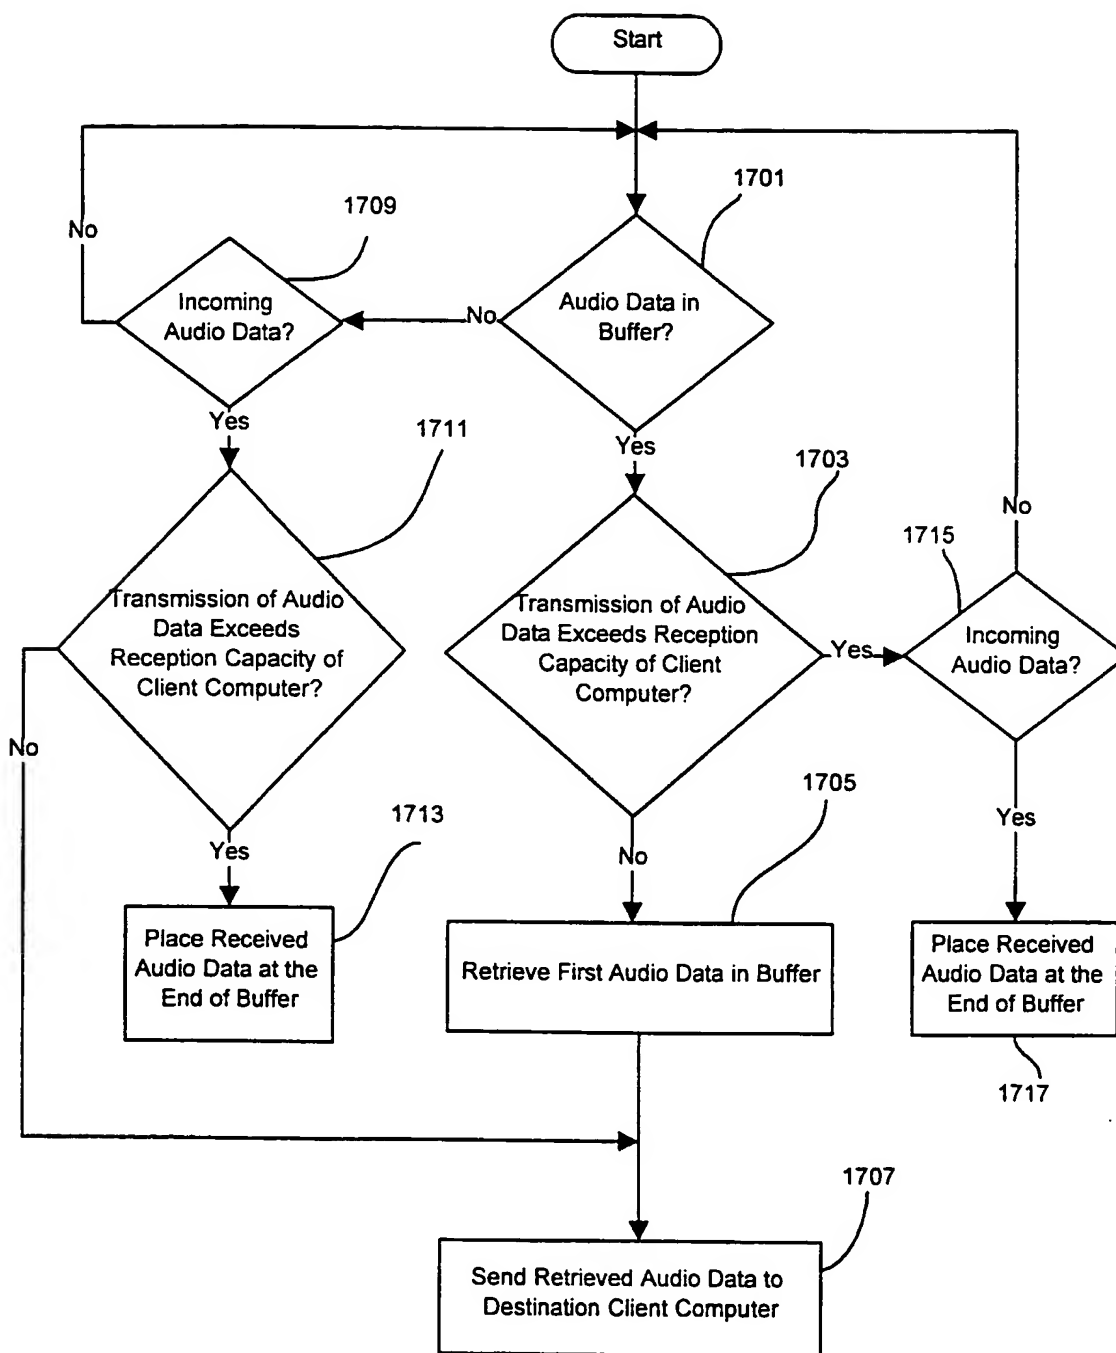 Start
1701
1709
No
Incoming
Audio Data?
No
Audio Data in
Buffer?
Yes
1711
Yes
1703
No
1715
Transmission of Audio
Data Exceeds
Reception Capacity of
Client Computer?
Transmission of Audio
Data Exceeds Reception
Capacity of Client
Computer?
Yes
Incoming
Audio Data?
No
1705
1713
Yes
Yes
No
Place Received
Audio Data at the
End of Buffer
Retrieve First Audio Data in Buffer
Place Received
Audio Data at the
End of Buffer
1717
1707
Send Retrieved Audio Data to
Destination Client Computer